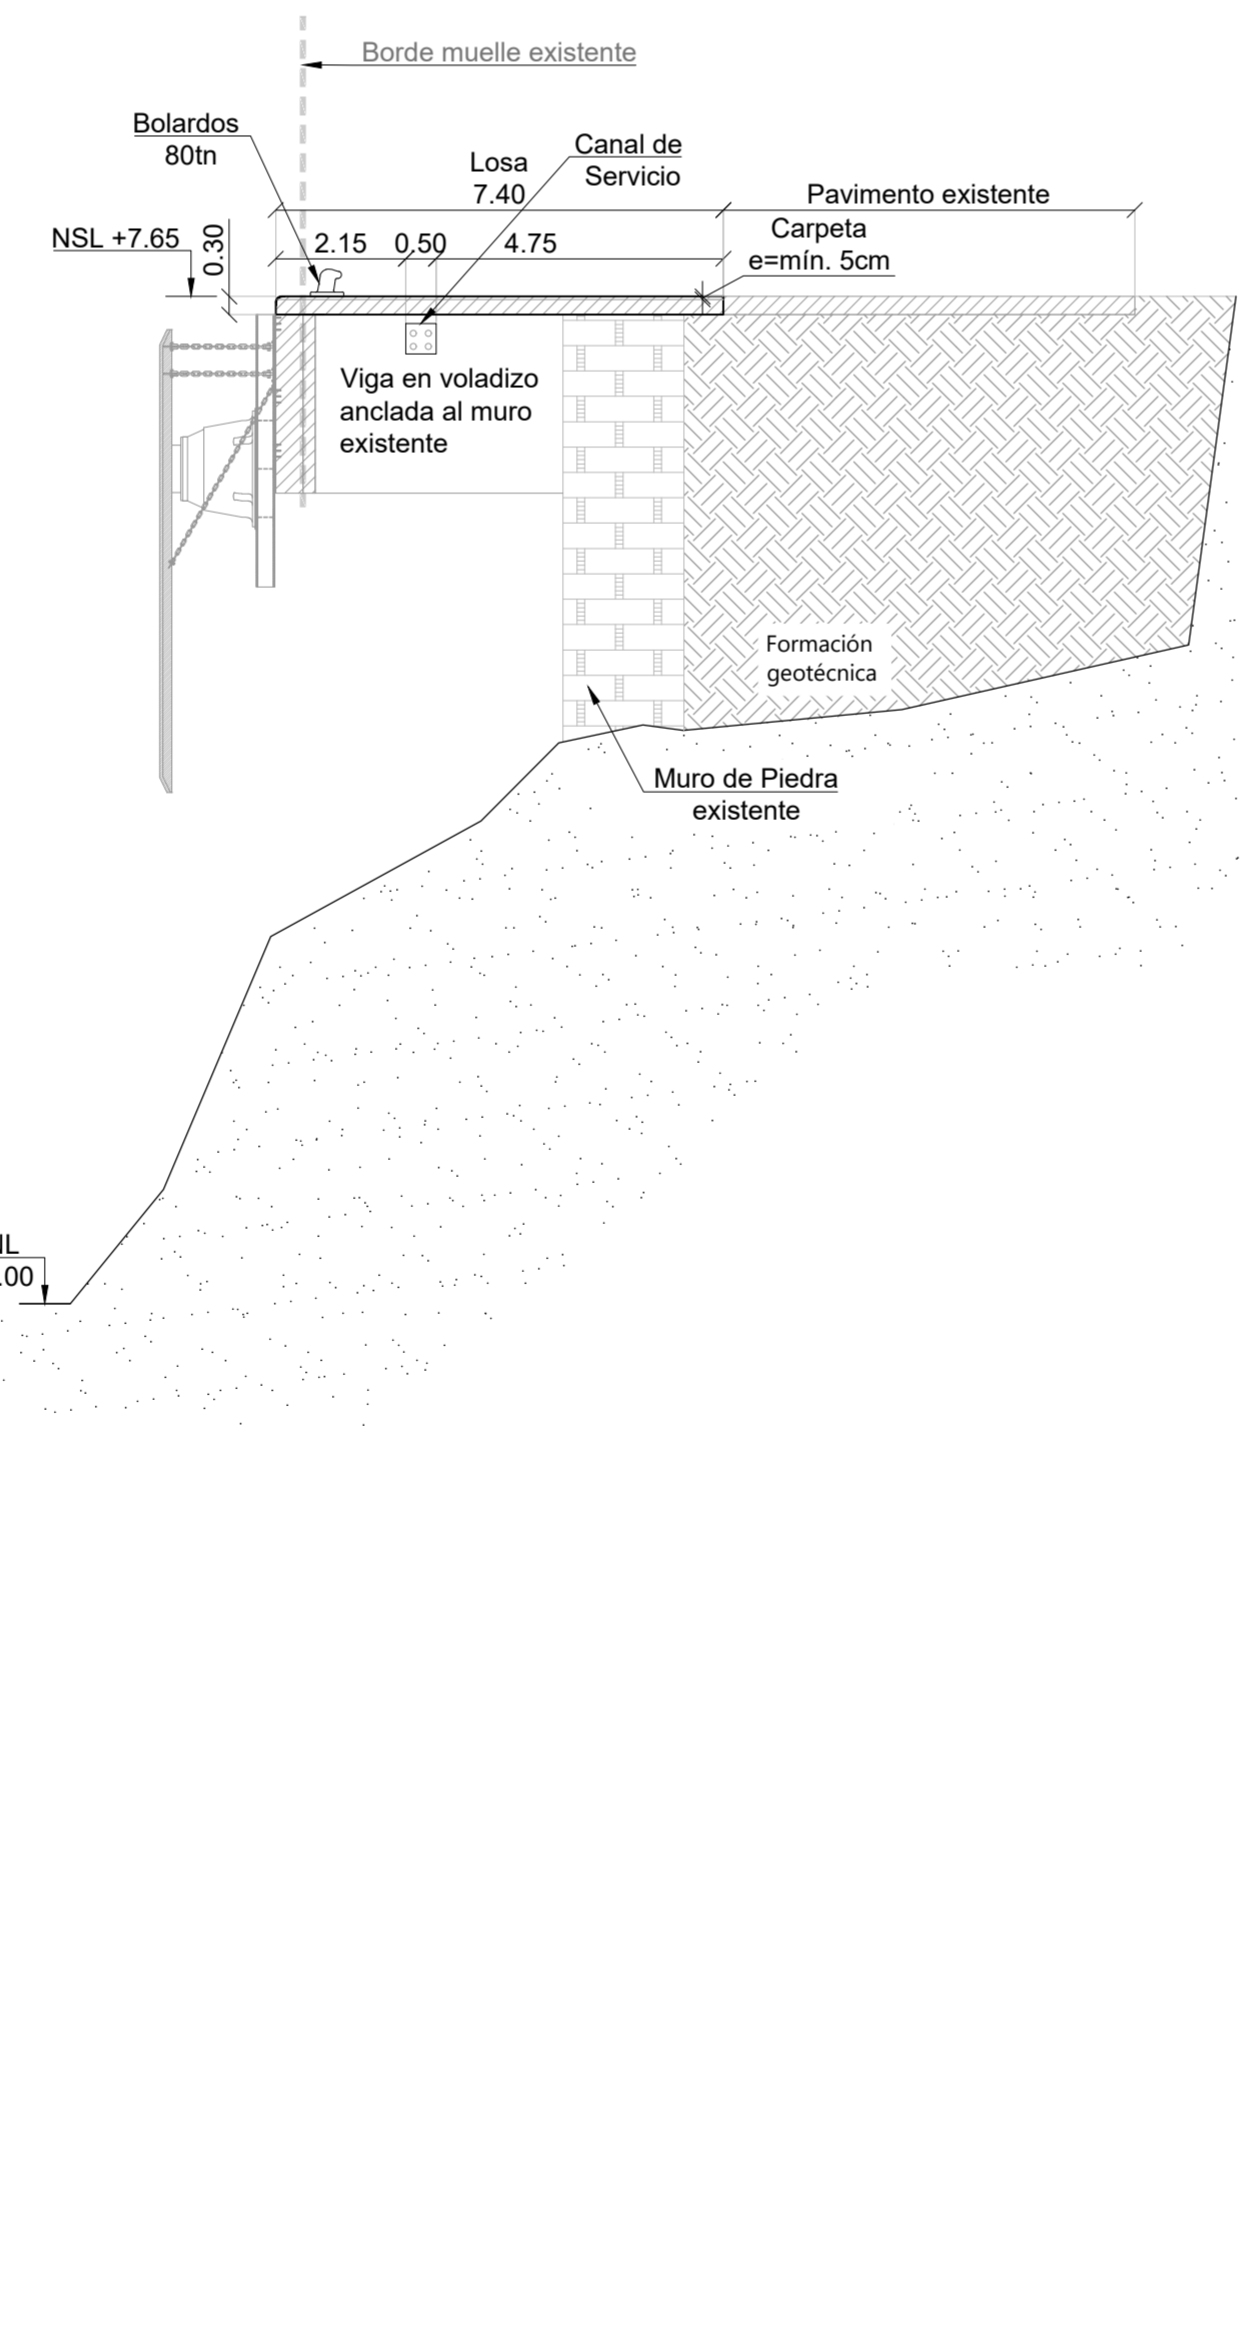 Borde muelle existente
Bolardos
80tn
Canal de
Servicio
Losa
7.40
Pavimento existente
NSL +7.65
0.30
2.15
0.50
4.75
Carpeta
e=mín. 5cm
Viga en voladizo
anclada al muro
existente
Formación
geotécnica
Muro de Piedra
existente
.00